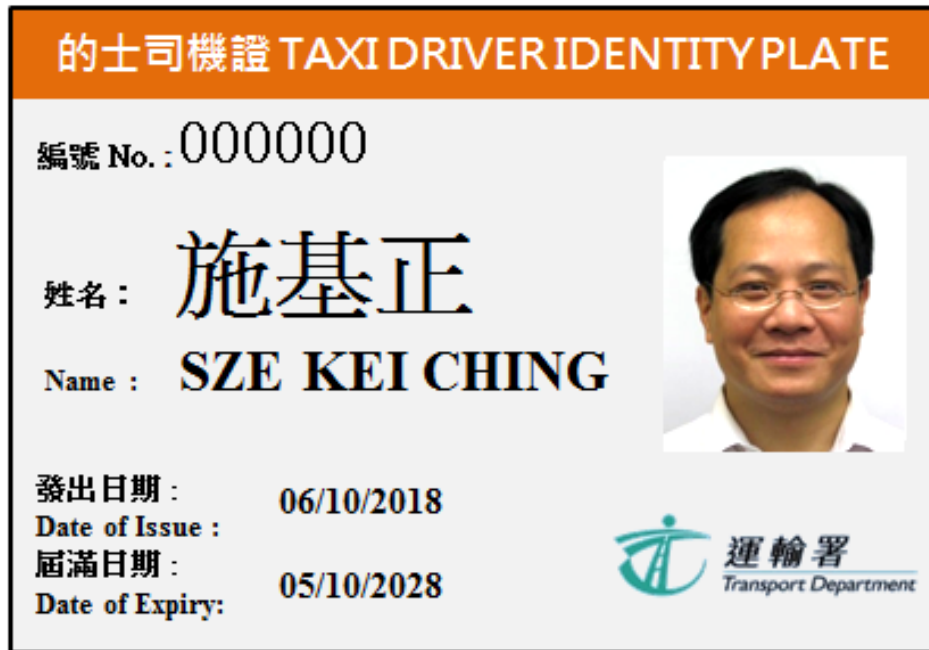 的士司機證 TAXI DRIVER IDENTITY PLATE
編號 No. : 000000
姓名 : 施基正
Name : SZE KEI CHING
發出日期 :
Date of Issue : 06/10/2018
屆滿日期 :
Date of Expiry: 05/10/2028
運輸署
Transport Department